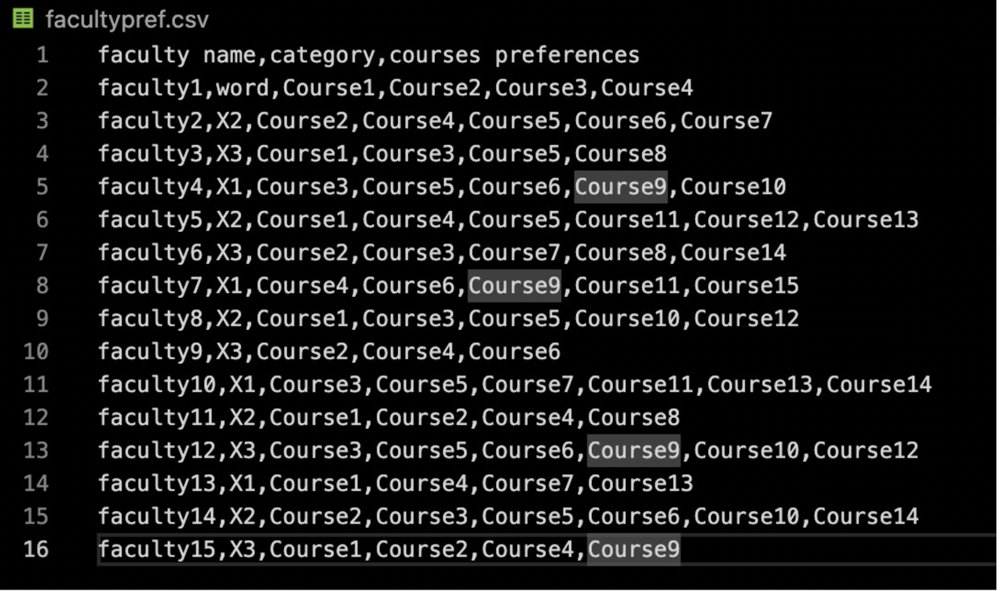 facultypref.csv
1 faculty name,category,courses preferences
2 faculty1,word,Course1,Course2,Course3,Course4
3 faculty2,X2,Course2,Course4,Course5,Course6,Course7
4 faculty3,X3,Course1,Course3,Course5,Course8
5 faculty4,X1,Course3,Course5,Course6,Course9,Course10
6 faculty5,X2,Course1,Course4,Course5,Course11,Course12,Course13
7 faculty6,X3,Course2,Course3,Course7,Course8,Course14
8 faculty7,X1,Course4,Course6,Course9,Course11,Course15
9 faculty8,X2,Course1,Course3,Course5,Course10,Course12
10 faculty9,X3,Course2,Course4,Course6
11 faculty10,X1,Course3,Course5,Course7,Course11,Course13,Course14
12 faculty11,X2,Course1,Course2,Course4,Course8
13 faculty12,X3,Course3,Course5,Course6,Course9,Course10,Course12
14 faculty13,X1,Course1,Course4,Course7,Course13
15 faculty14,X2,Course2,Course3,Course5,Course6,Course10,Course14
16 faculty15,X3,Course1,Course2,Course4,Course9